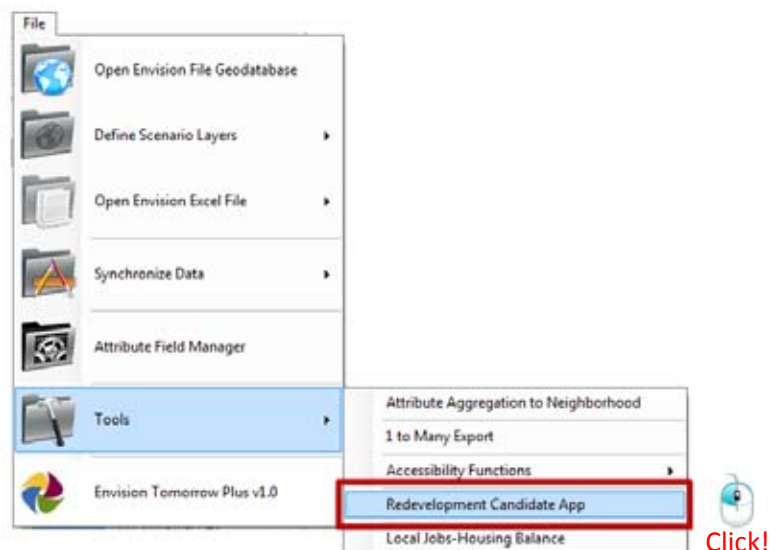 File
Open Envision File Geodatabase
Define Scenario Layers
Open Envision Excel File
Synchronize Data
Attribute Field Manager
Tools
Envision Tomorrow Plus v1.0
Attribute Aggregation to Neighborhood
1 to Many Export
Accessibility Functions
Redevelopment Candidate App
Local Jobs-Housing Balance
Click!